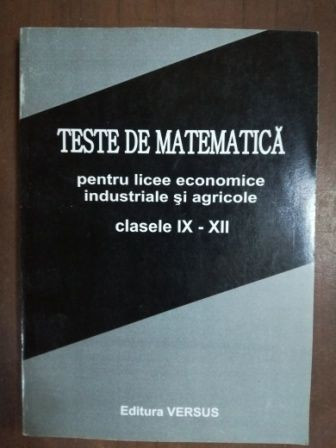 TESTE DE MATEMATICĂ
pentru licee economice
industriale şi agricole
clasele IX - XII
Editura VERSUS